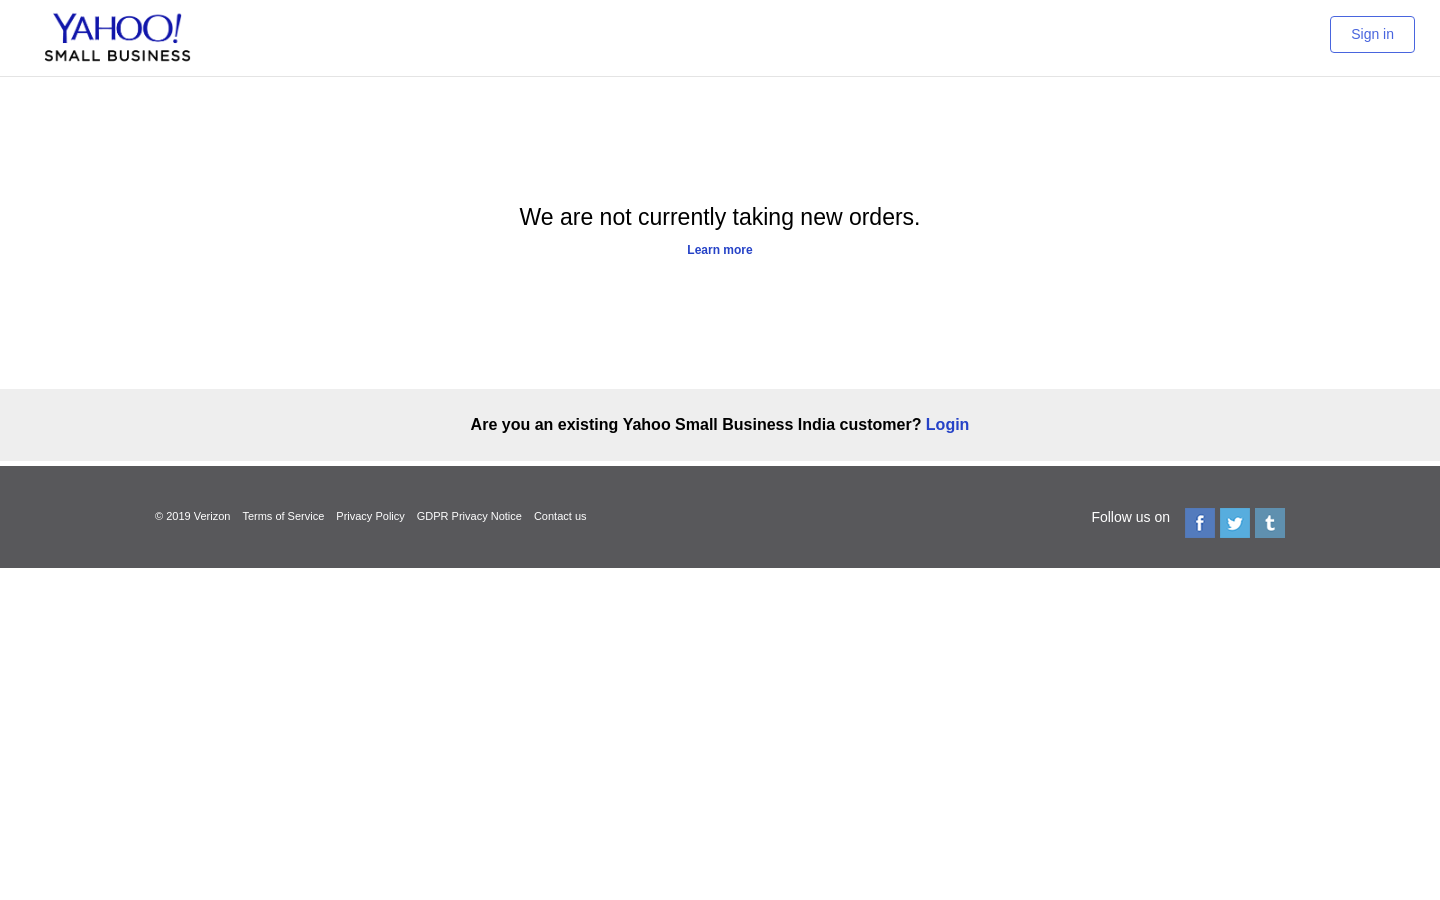 YAHOO!
SMALL BUSINESS
Sign in
We are not currently taking new orders.
Learn more
Are you an existing Yahoo Small Business India customer? Login
© 2019 Verizon Terms of Service Privacy Policy GDPR Privacy Notice Contact us
Follow us on